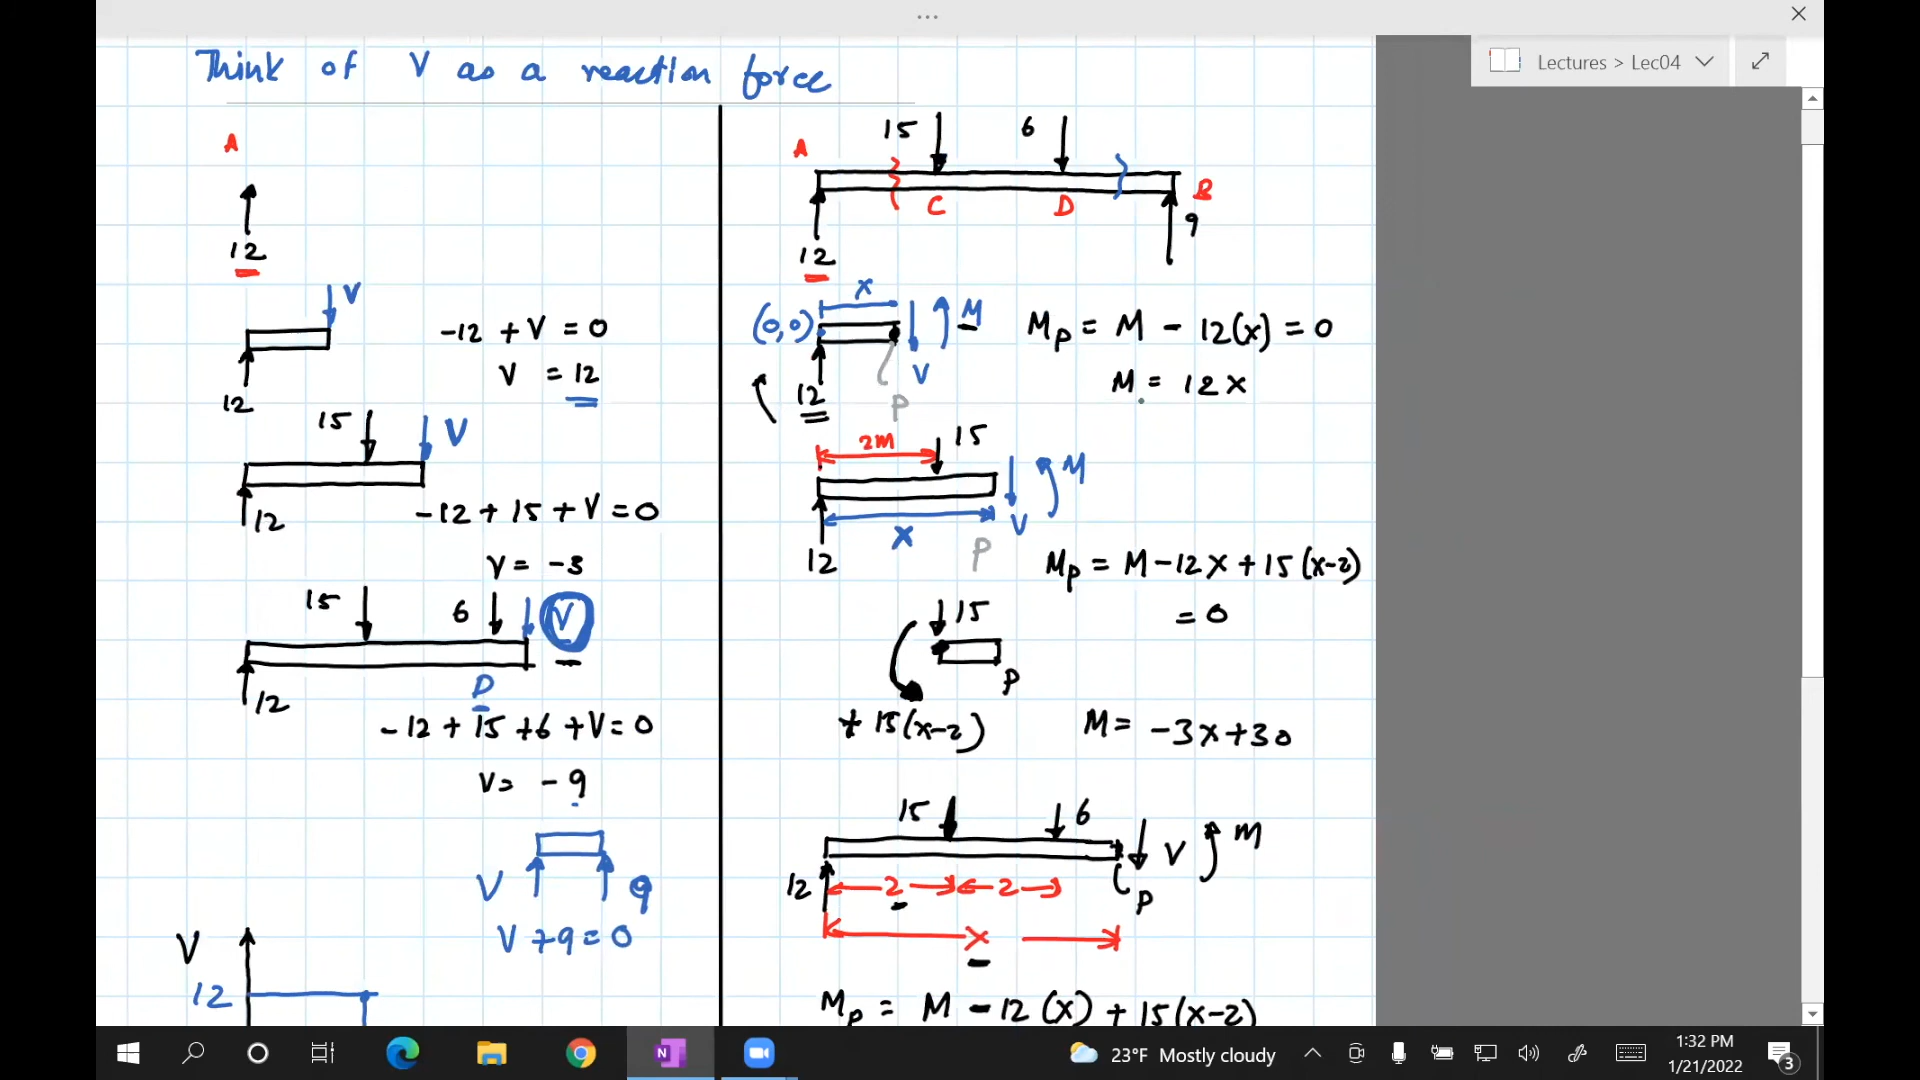 Lectures > Lec04
Think of V as a reaction force
A
12
V
-12 + V = 0
V = 12
12
15
V
12
-12 + 15 + V = 0
V = -3
15
6
V
D
12
-12 + 15 + 6 + V = 0
V = - 9
V
9
V + 9 = 0
V
12
15
6
A
C
D
B
12
9
x
(0,0)
M
V
12
P
Mp = M - 12(x) = 0
M = 12x
2M
15
M
V
x
12
P
Mp = M - 12x + 15(x-2)
= 0
15
P
+ 15(x-2)
M = -3x+30
15
6
V
M
12
2
2
P
x
Mp = M - 12 (x) + 15(x-2)
23°F Mostly cloudy
1:32 PM
1/21/2022
3